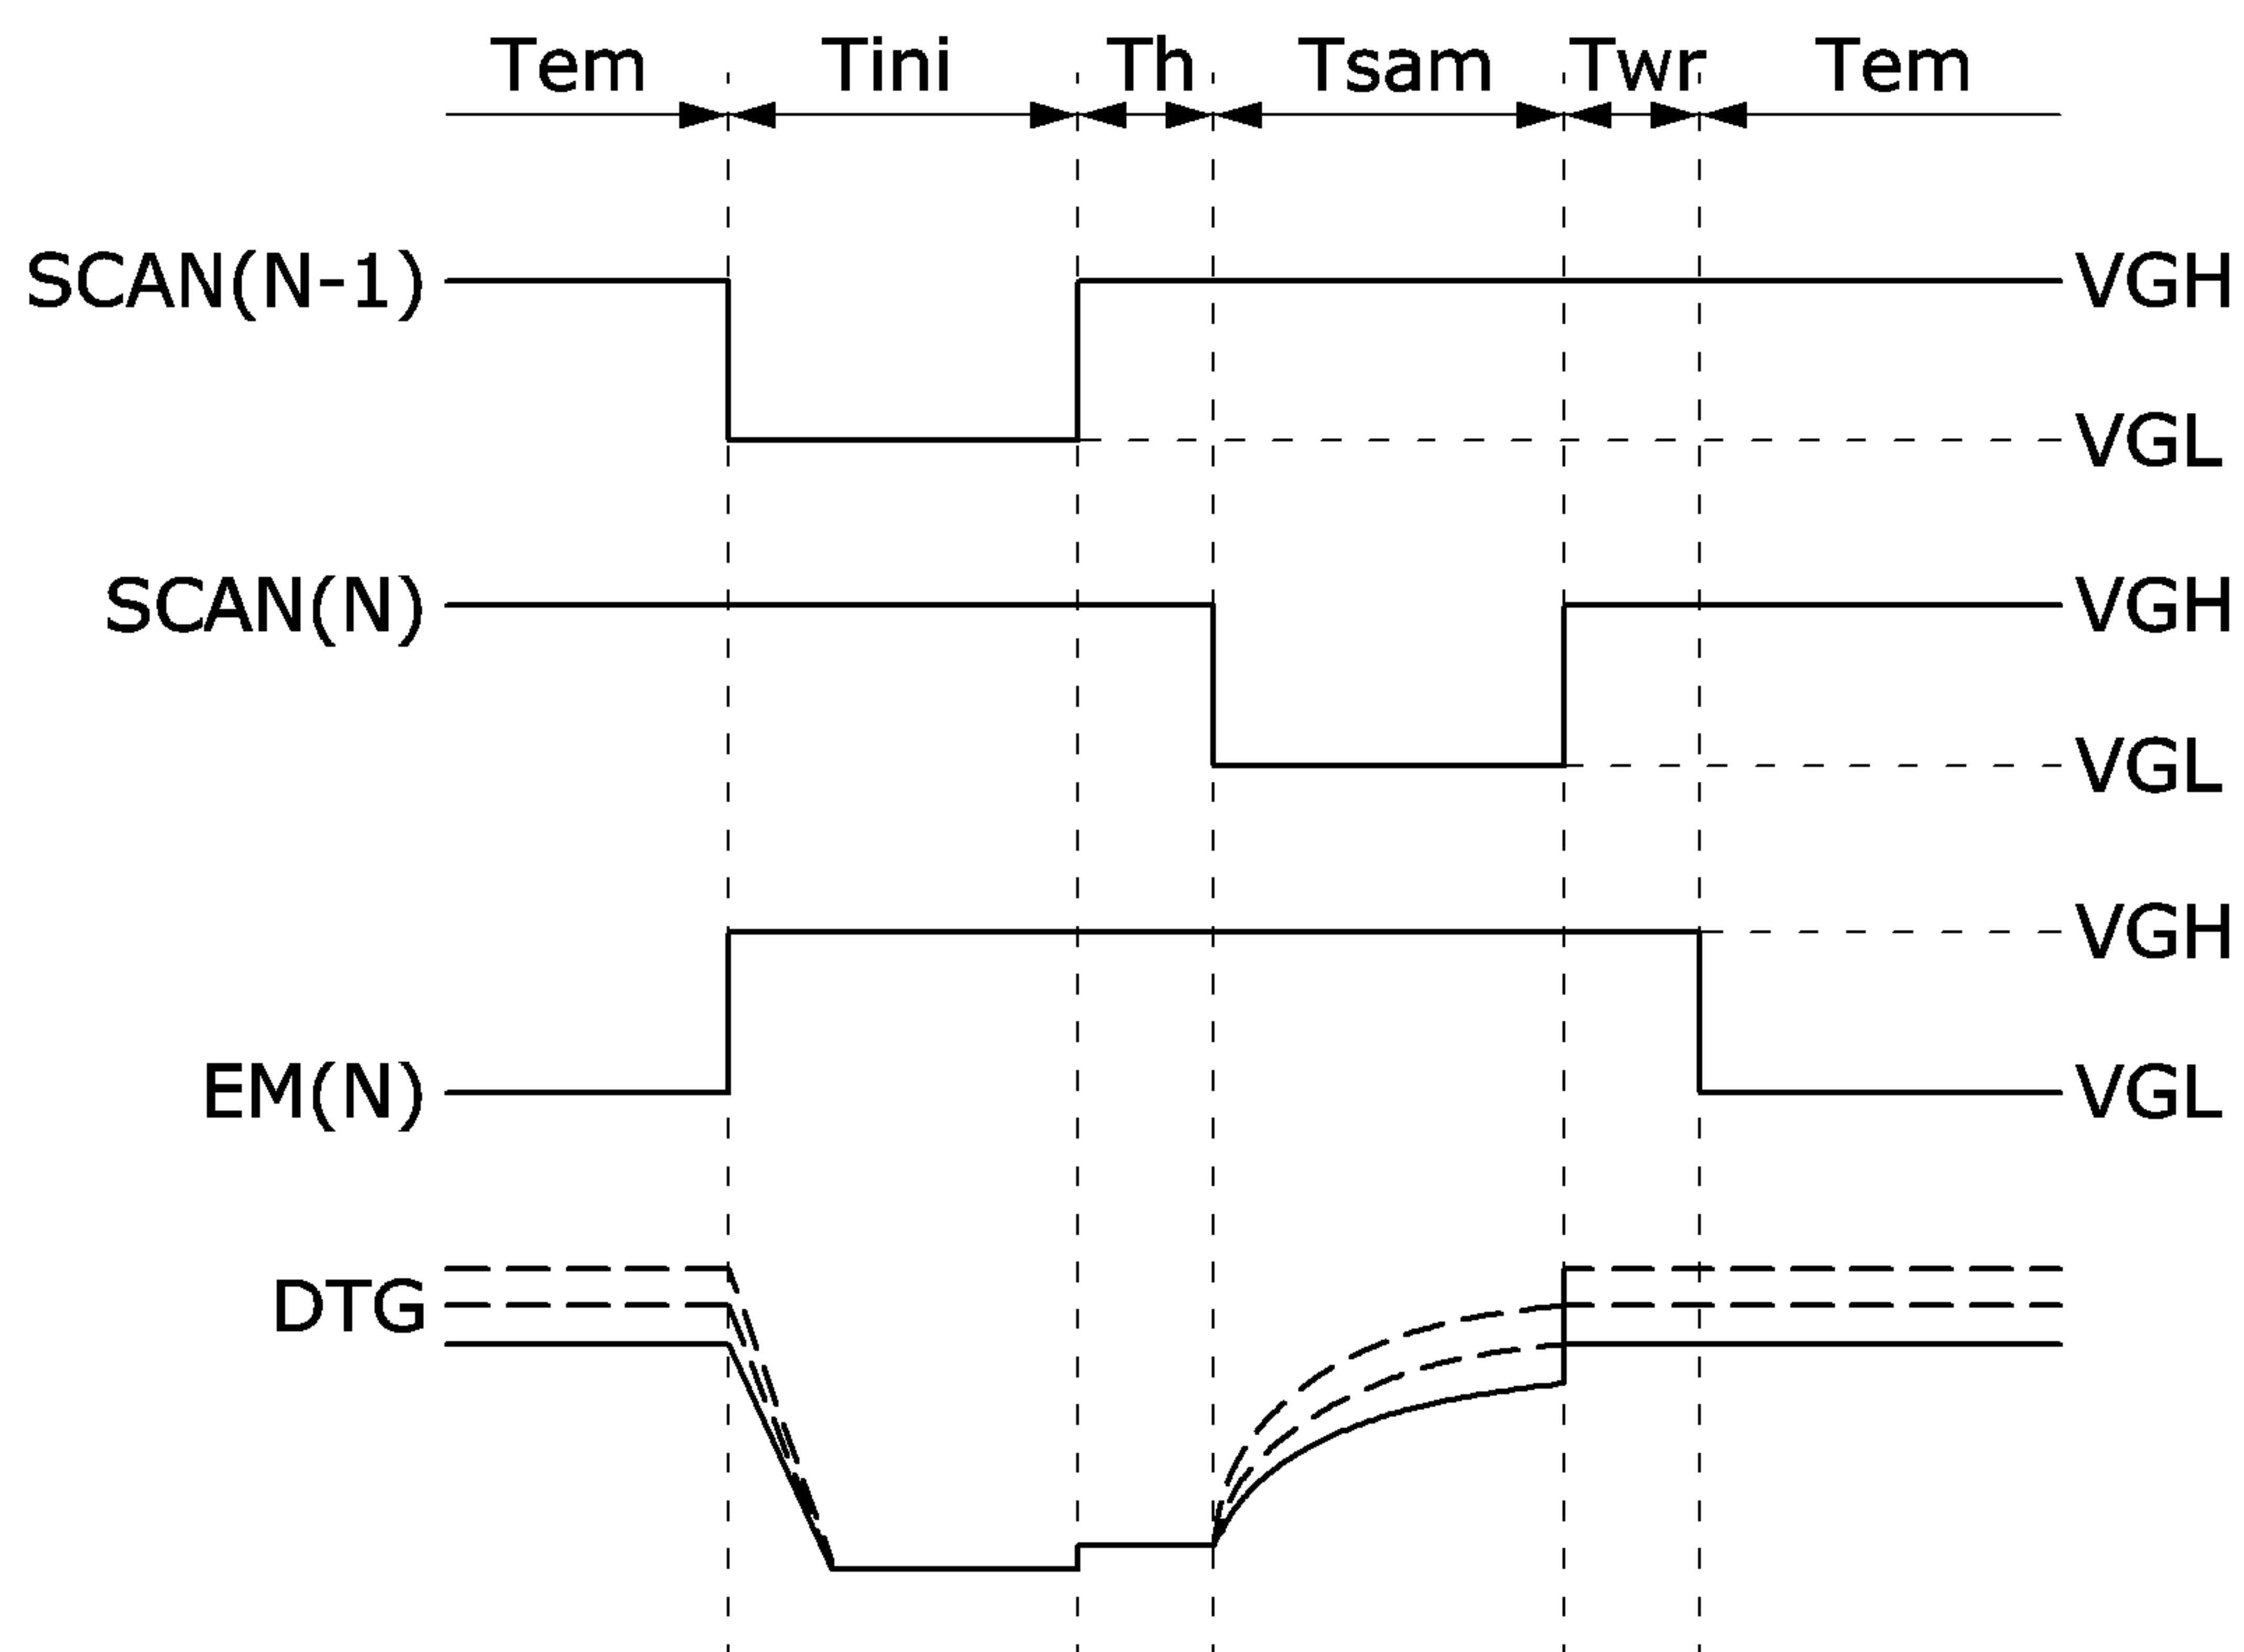 Tem Tini Th Tsam Twr Tem
SCAN(N-1) VGH
VGL
SCAN(N) VGH
VGL
VGH
EM(N) VGL
DTG